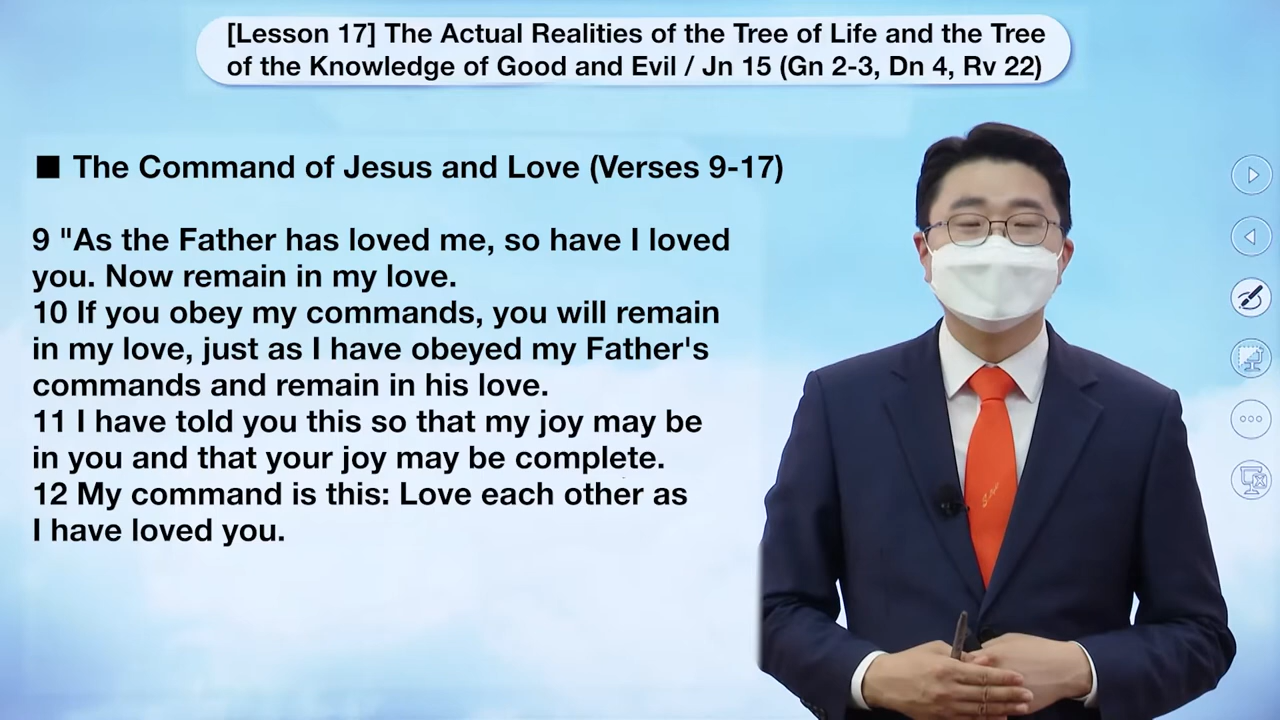 [Lesson 17] The Actual Realities of the Tree of Life and the Tree
of the Knowledge of Good and Evil / Jn 15 (Gn 2-3, Dn 4, Rv 22)
■ The Command of Jesus and Love (Verses 9-17)
9 "As the Father has loved me, so have I loved
you. Now remain in my love.
10 If you obey my commands, you will remain
in my love, just as I have obeyed my Father's
commands and remain in his love.
11 I have told you this so that my joy may be
in you and that your joy may be complete.
12 My command is this: Love each other as
I have loved you.